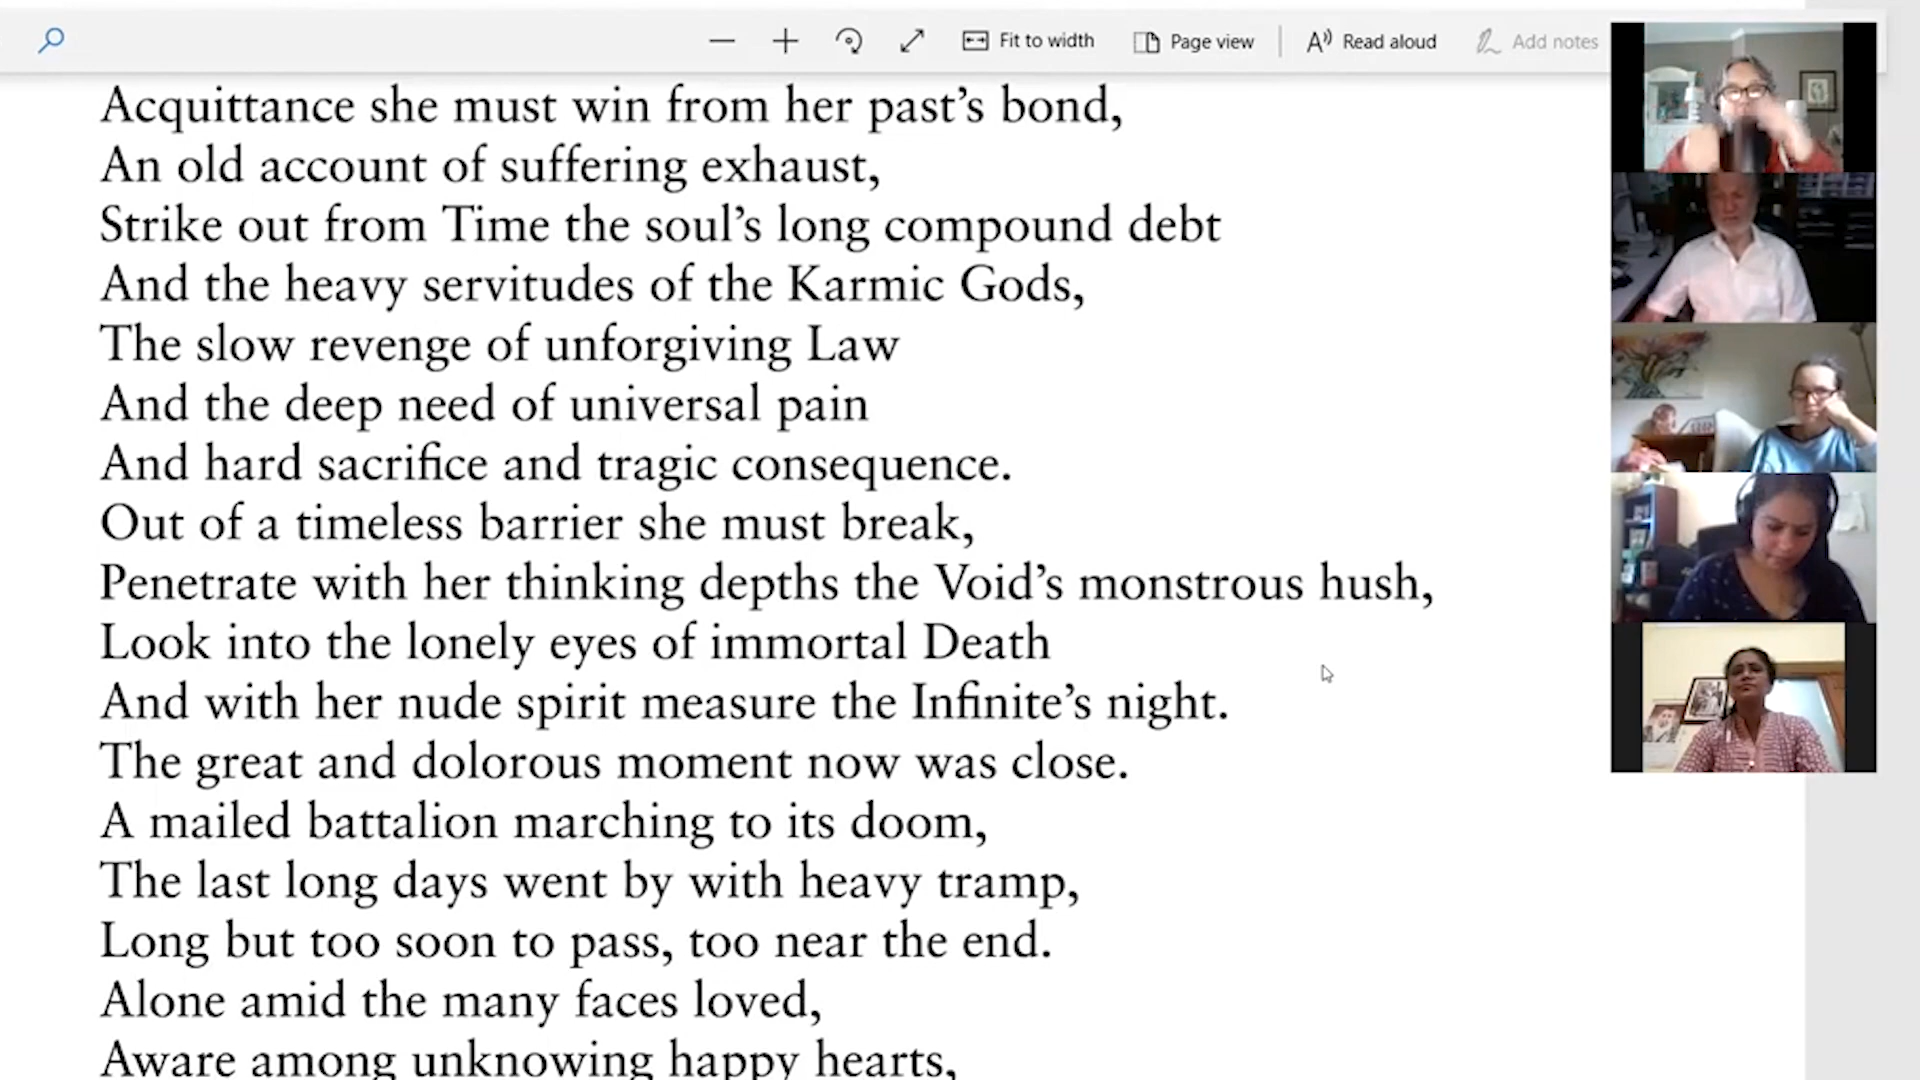 Fit to width
Page view
Read aloud
Add notes
Acquittance she must win from her past’s bond,
An old account of suffering exhaust,
Strike out from Time the soul’s long compound debt
And the heavy servitudes of the Karmic Gods,
The slow revenge of unforgiving Law
And the deep need of universal pain
And hard sacrifice and tragic consequence.
Out of a timeless barrier she must break,
Penetrate with her thinking depths the Void’s monstrous hush,
Look into the lonely eyes of immortal Death
And with her nude spirit measure the Infinite’s night.
The great and dolorous moment now was close.
A mailed battalion marching to its doom,
The last long days went by with heavy tramp,
Long but too soon to pass, too near the end.
Alone amid the many faces loved,
Aware among unknowing happy hearts,